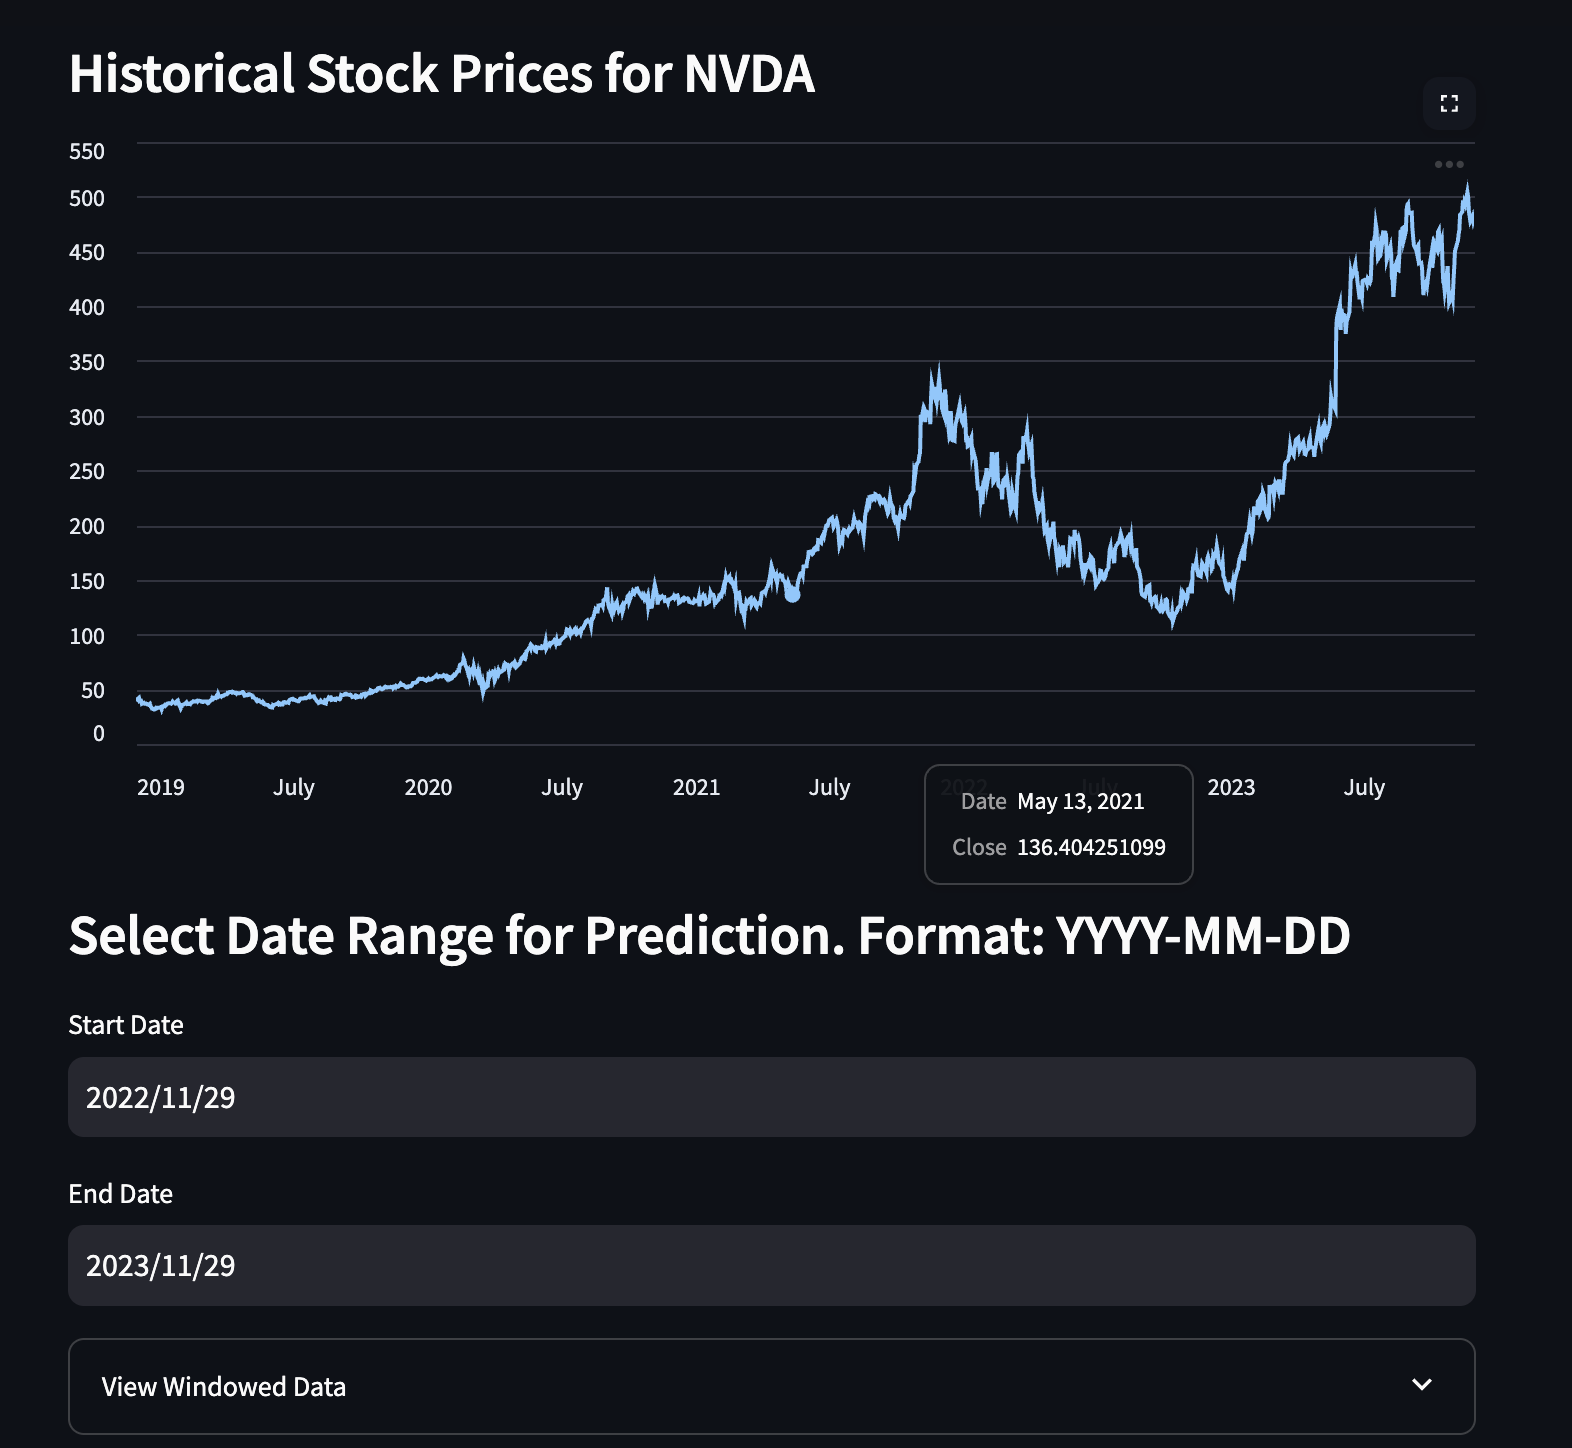 Historical Stock Prices for NVDA
550
500
450
400
350
300
250
200
150
100
50
0
2019 July 2020 July 2021 July 2022 July 2023 July
Date May 13, 2021
Close 136.404251099
Select Date Range for Prediction. Format: YYYY-MM-DD
Start Date
2022/11/29
End Date
2023/11/29
View Windowed Data